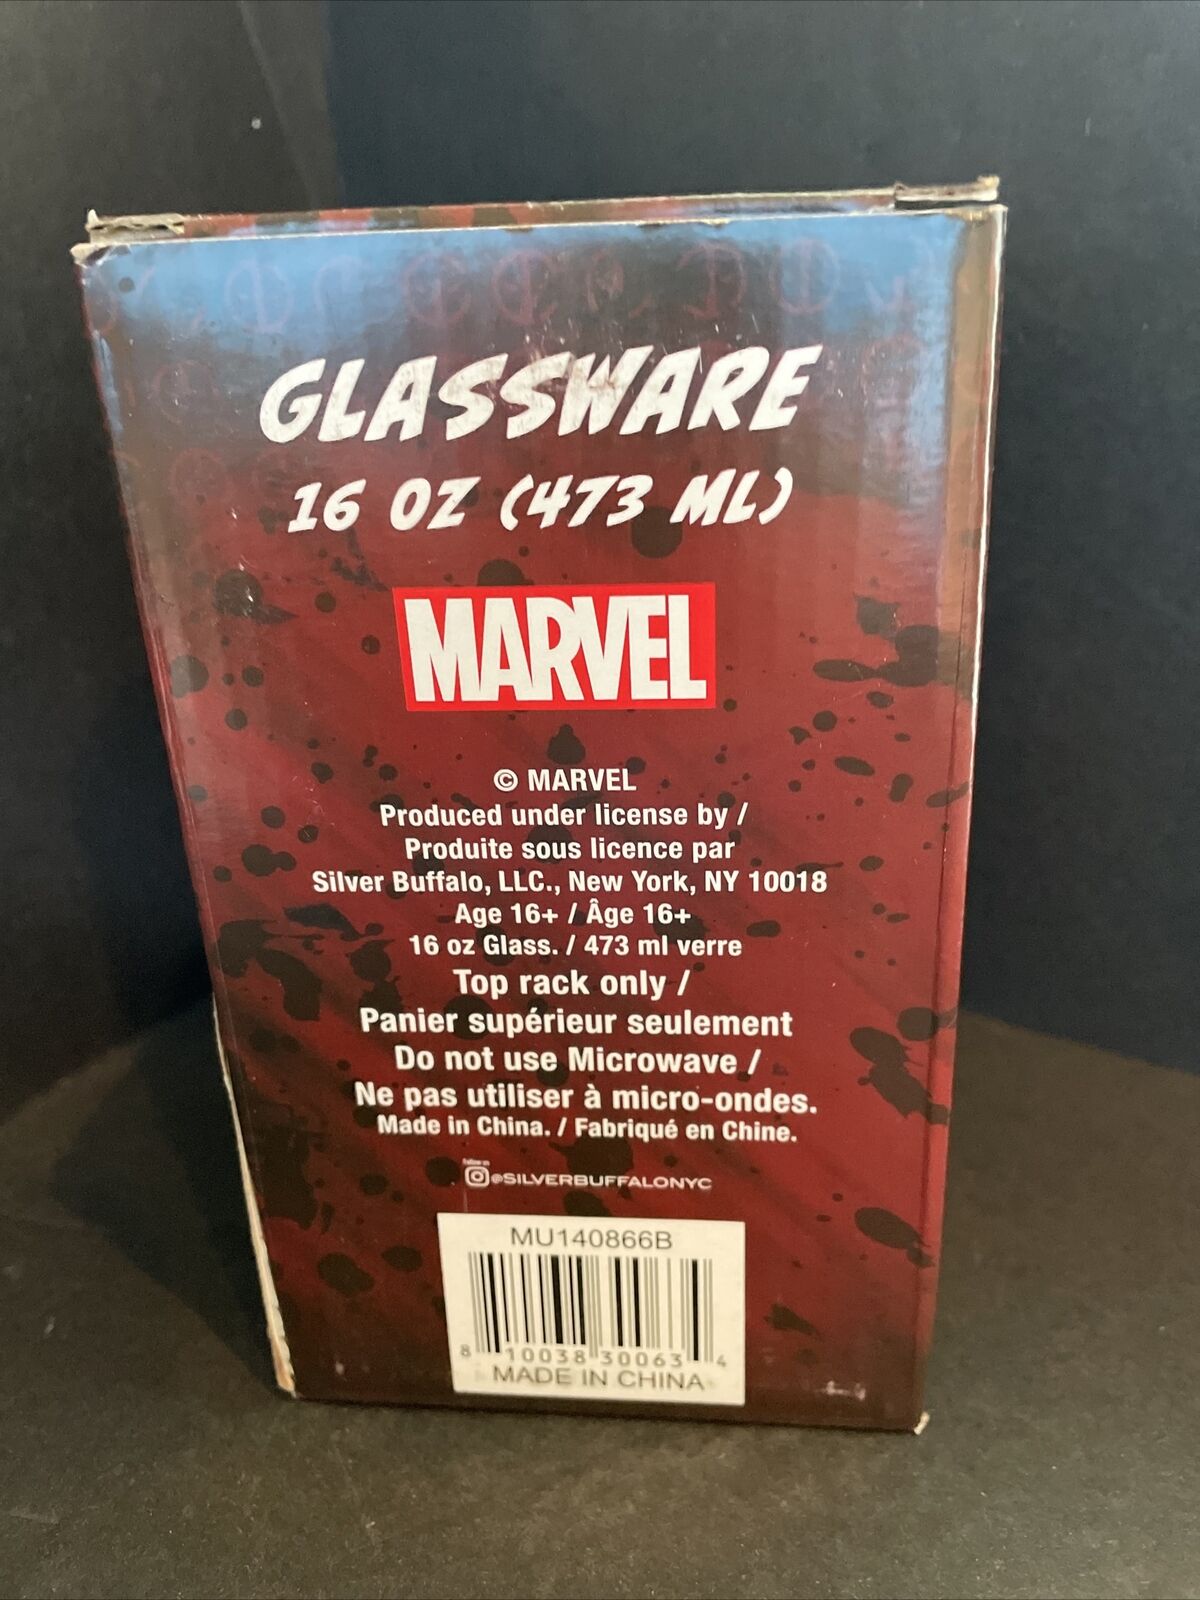 GLASSWARE
16 OZ (473 ML)
MARVEL
© MARVEL
Produced under license by /
Produite sous licence par
Silver Buffalo, LLC., New York, NY 10018
Age 16+ / Âge 16+
16 oz Glass. / 473 ml verre
Top rack only /
Panier supérieur seulement
Do not use Microwave /
Ne pas utiliser à micro-ondes.
Made in China. / Fabriqué en Chine.
Follow us
@SILVERBUFFALONYC
MU140866B
8 10038 30063 4
MADE IN CHINA